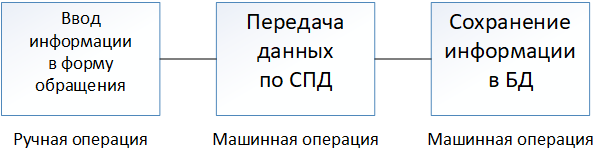 Ввод
информации
в форму
обращения
Передача
данных
по СПД
Сохранение
информации
в БД
Ручная операция
Машинная операция
Машинная операция